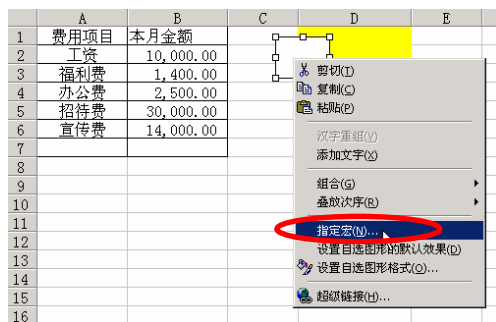 A B C D E
1 费用项目 本月金额
2 工资 10,000.00
3 福利费 1,400.00
4 办公费 2,500.00
5 招待费 30,000.00
6 宣传费 14,000.00
7
8
9
10
11
12
13
14
15
16
剪切(T)
复制(C)
粘贴(P)
汉字重组(V)
添加文字(X)
组合(G)
叠放次序(R)
指定宏(N)...
设置自选图形的默认效果(D)
设置自选图形格式(O)...
超级链接(H)...